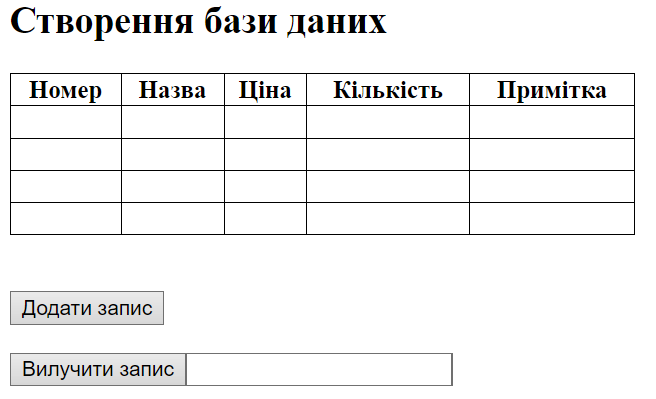 Створення бази даних
Номер Назва Ціна Кількість Примітка
Додати запис
Вилучити запис